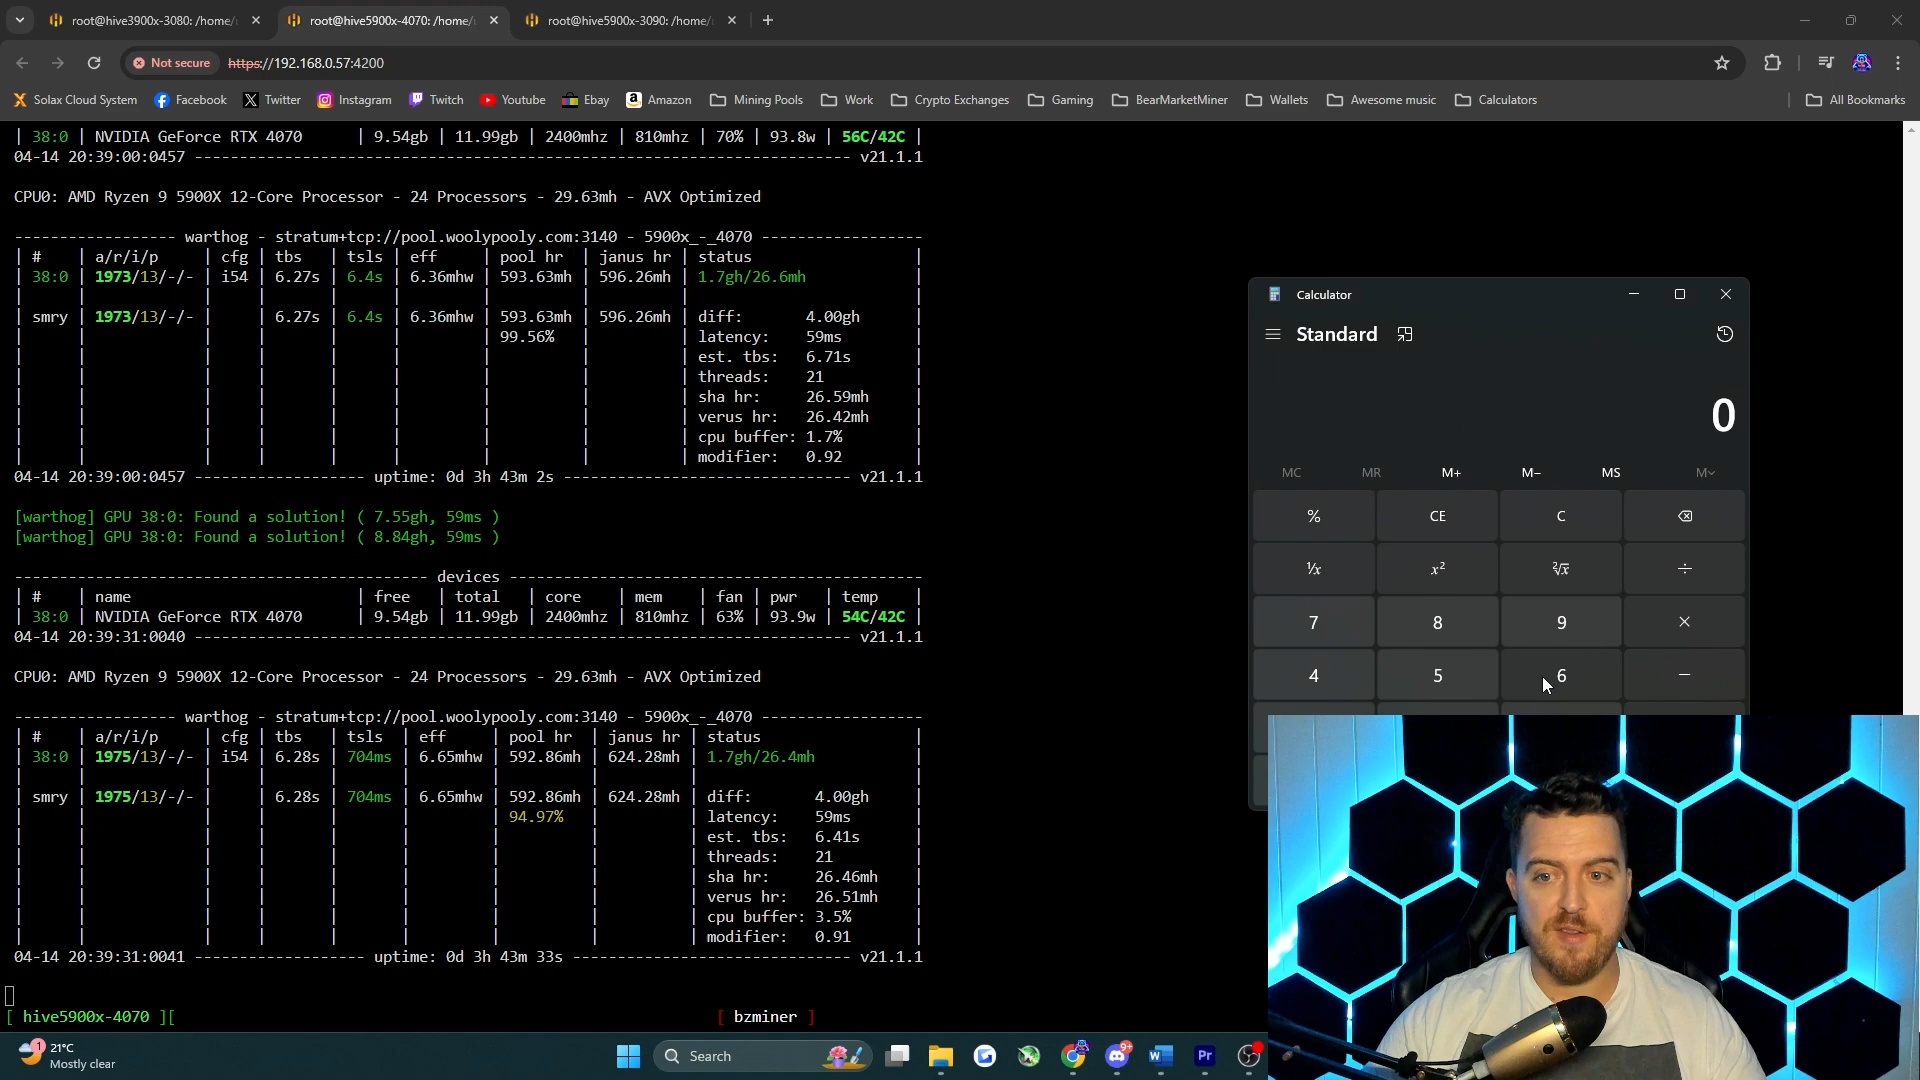 root@hive3900x-3080: /home/u
root@hive5900x-4070: /home/u
root@hive5900x-3090: /home/
Not secure
https://192.168.0.57:4200
Solax Cloud System
Facebook
Twitter
Instagram
Twitch
Youtube
Ebay
Amazon
Mining Pools
Work
Crypto Exchanges
Gaming
BearMarketMiner
Wallets
Awesome music
Calculators
All Bookmarks
| 38:0 | NVIDIA GeForce RTX 4070 | 9.54gb | 11.99gb | 2400mhz | 810mhz | 70% | 93.8w | 56C/42C |
04-14 20:39:00:0457 ---------- v21.1.1
CPU0: AMD Ryzen 9 5900X 12-Core Processor - 24 Processors - 29.63mh - AVX Optimized
---------- warthog - stratum+tcp://pool.woolypooly.com:3140 - 5900x_-_4070 ----------
| # | a/r/i/p | cfg | tbs | tsls | eff | pool hr | janus hr | status |
| 38:0 | 1973/13/-/- | i54 | 6.27s | 6.4s | 6.36mhw | 593.63mh | 596.26mh | 1.7gh/26.6mh |
| smry | 1973/13/-/- | | 6.27s | 6.4s | 6.36mhw | 593.63mh | 596.26mh | diff: 4.00gh |
99.56% | latency: 59ms
est. tbs: 6.71s
threads: 21
sha hr: 26.59mh
verus hr: 26.42mh
cpu buffer: 1.7%
modifier: 0.92
04-14 20:39:00:0457 ---------- uptime: 0d 3h 43m 2s ---------- v21.1.1
[warthog] GPU 38:0: Found a solution! ( 7.55gh, 59ms )
[warthog] GPU 38:0: Found a solution! ( 8.84gh, 59ms )
---------- devices ----------
| # | name | free | total | core | mem | fan | pwr | temp |
| 38:0 | NVIDIA GeForce RTX 4070 | 9.54gb | 11.99gb | 2400mhz | 810mhz | 63% | 93.9w | 54C/42C |
04-14 20:39:31:0040 ---------- v21.1.1
CPU0: AMD Ryzen 9 5900X 12-Core Processor - 24 Processors - 29.63mh - AVX Optimized
---------- warthog - stratum+tcp://pool.woolypooly.com:3140 - 5900x_-_4070 ----------
| # | a/r/i/p | cfg | tbs | tsls | eff | pool hr | janus hr | status |
| 38:0 | 1975/13/-/- | i54 | 6.28s | 704ms | 6.65mhw | 592.86mh | 624.28mh | 1.7gh/26.4mh |
| smry | 1975/13/-/- | | 6.28s | 704ms | 6.65mhw | 592.86mh | 624.28mh | diff: 4.00gh |
94.97% | latency: 59ms
est. tbs: 6.41s
threads: 21
sha hr: 26.46mh
verus hr: 26.51mh
cpu buffer: 3.5%
modifier: 0.91
04-14 20:39:31:0041 ---------- uptime: 0d 3h 43m 33s ---------- v21.1.1
[ hive5900x-4070 ][
[ bzminer ]
Calculator
Standard
0
MC MR M+ M− MS M
% CE C
¹/x x² ²√x ÷
7 8 9 ×
4 5 6 −
1
21°C
Mostly clear
Search
9+
W
Pr